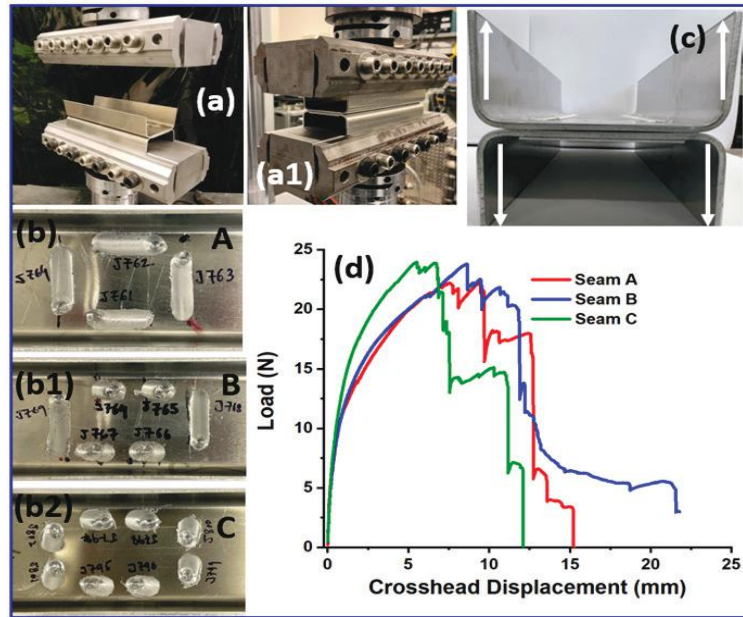 (a)
(a1)
(c)
(b)
A
J762
J763
J761
(b1)
B
J765
J768
J767
J766
(b2)
C
(d)
Seam A
Seam B
Seam C
Load (N)
25
20
15
10
5
0
0 5 10 15 20 25
Crosshead Displacement (mm)